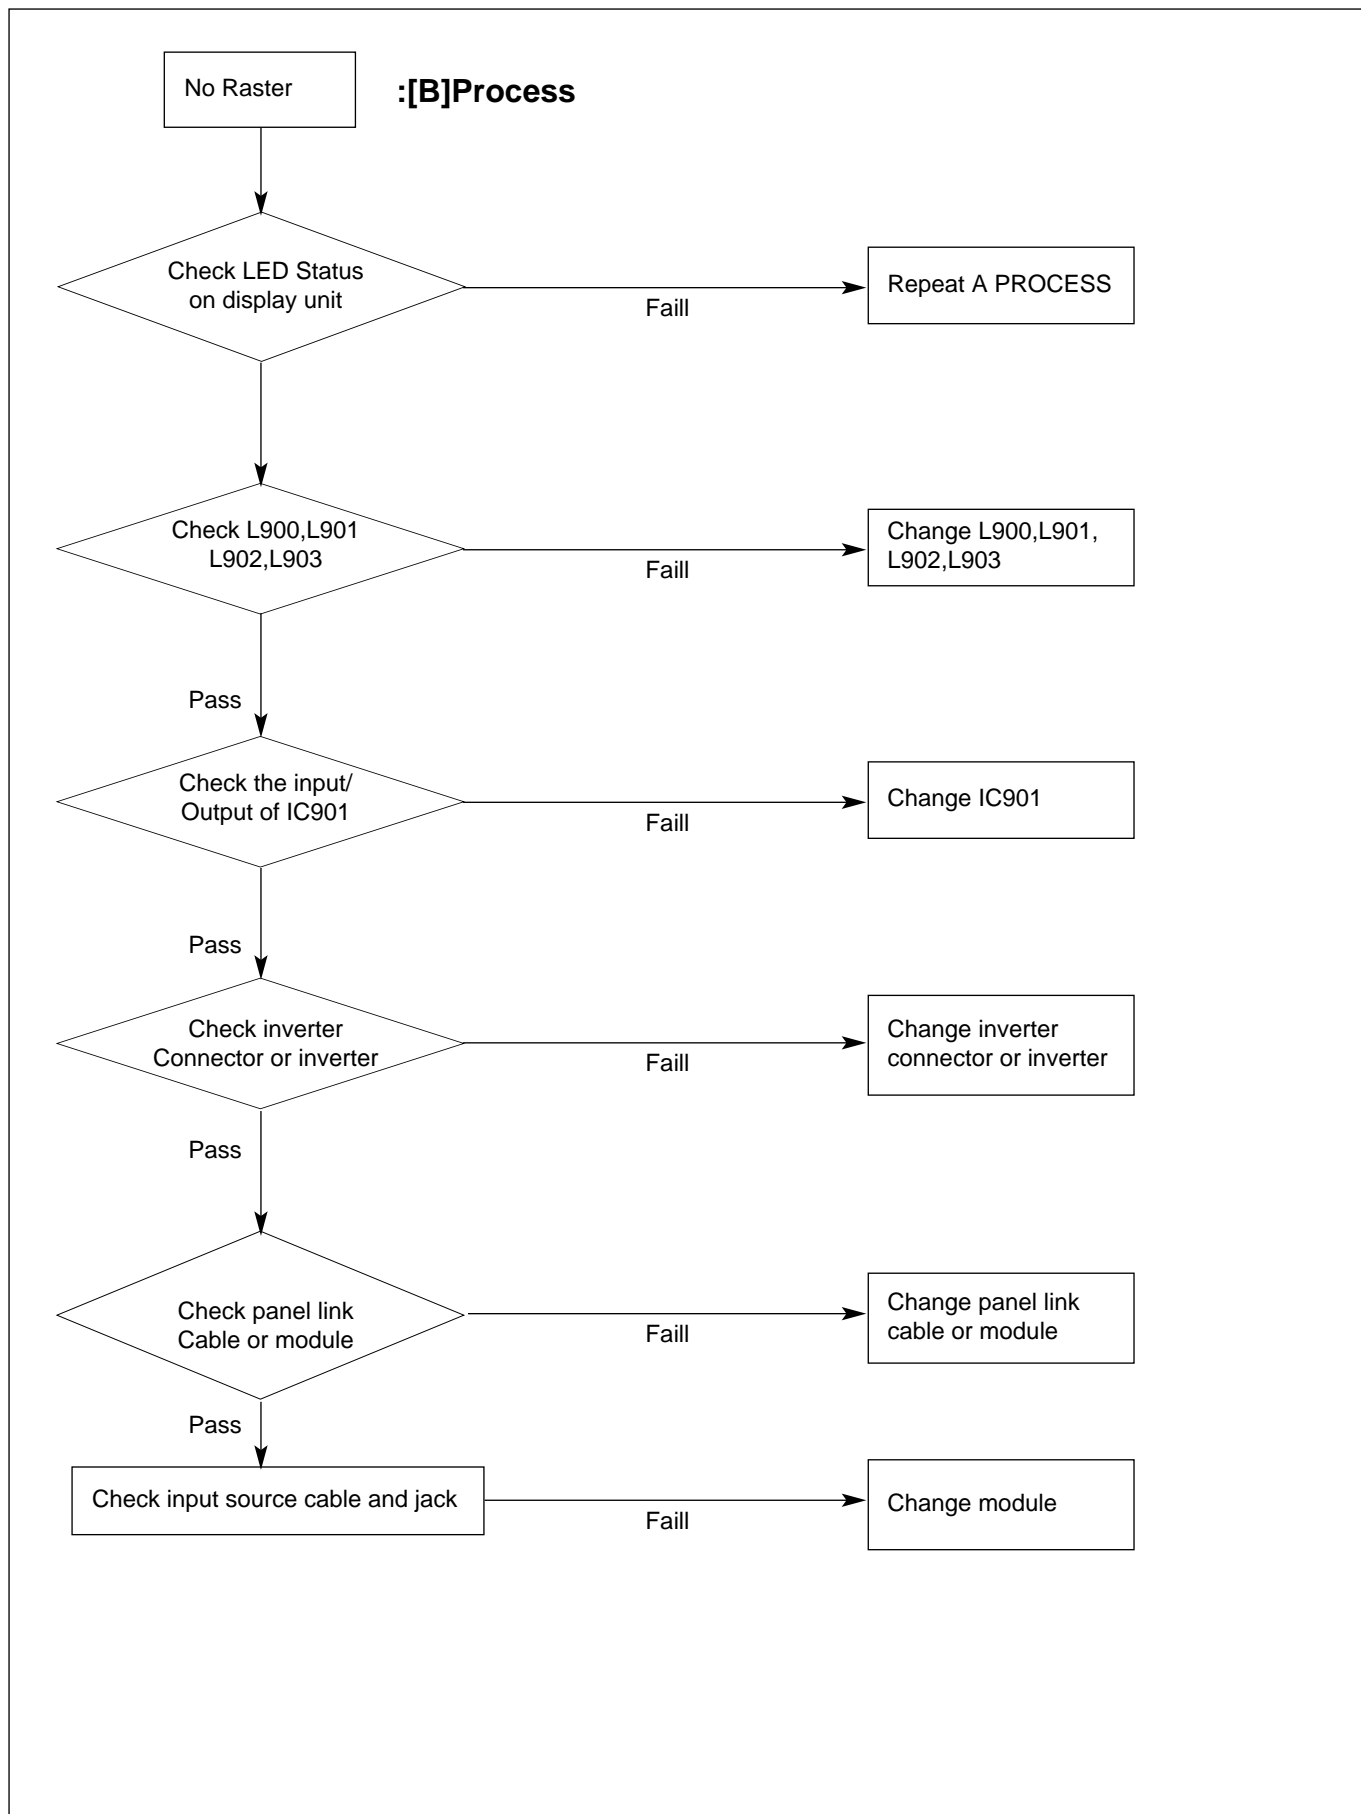 No Raster
:[B]Process
Check LED Status
on display unit
Faill
Repeat A PROCESS
Check L900,L901
L902,L903
Faill
Change L900,L901,
L902,L903
Pass
Check the input/
Output of IC901
Faill
Change IC901
Pass
Check inverter
Connector or inverter
Faill
Change inverter
connector or inverter
Pass
Check panel link
Cable or module
Faill
Change panel link
cable or module
Pass
Check input source cable and jack
Faill
Change module